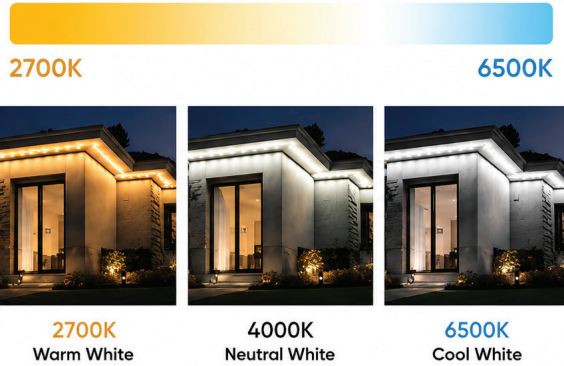 2700K
6500K
2700K
Warm White
4000K
Neutral White
6500K
Cool White